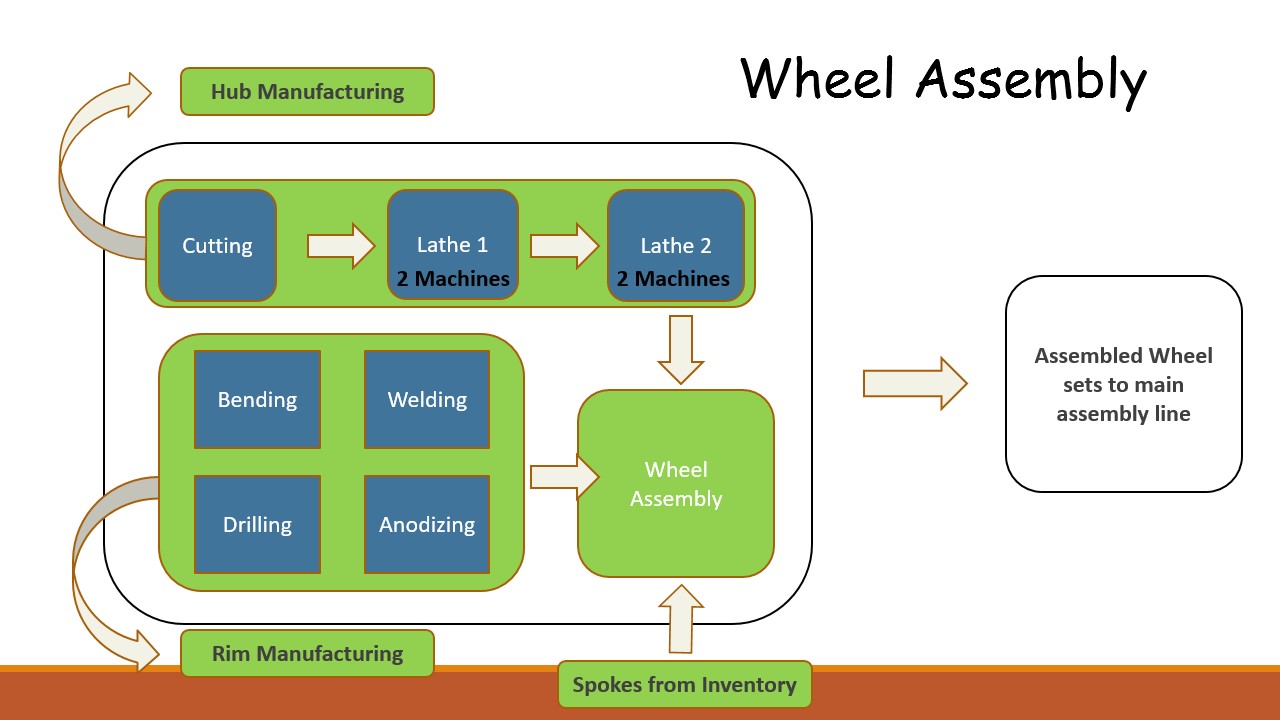 Wheel Assembly
Hub Manufacturing
Cutting
Lathe 1
2 Machines
Lathe 2
2 Machines
Bending
Welding
Drilling
Anodizing
Wheel
Assembly
Assembled Wheel
sets to main
assembly line
Rim Manufacturing
Spokes from Inventory